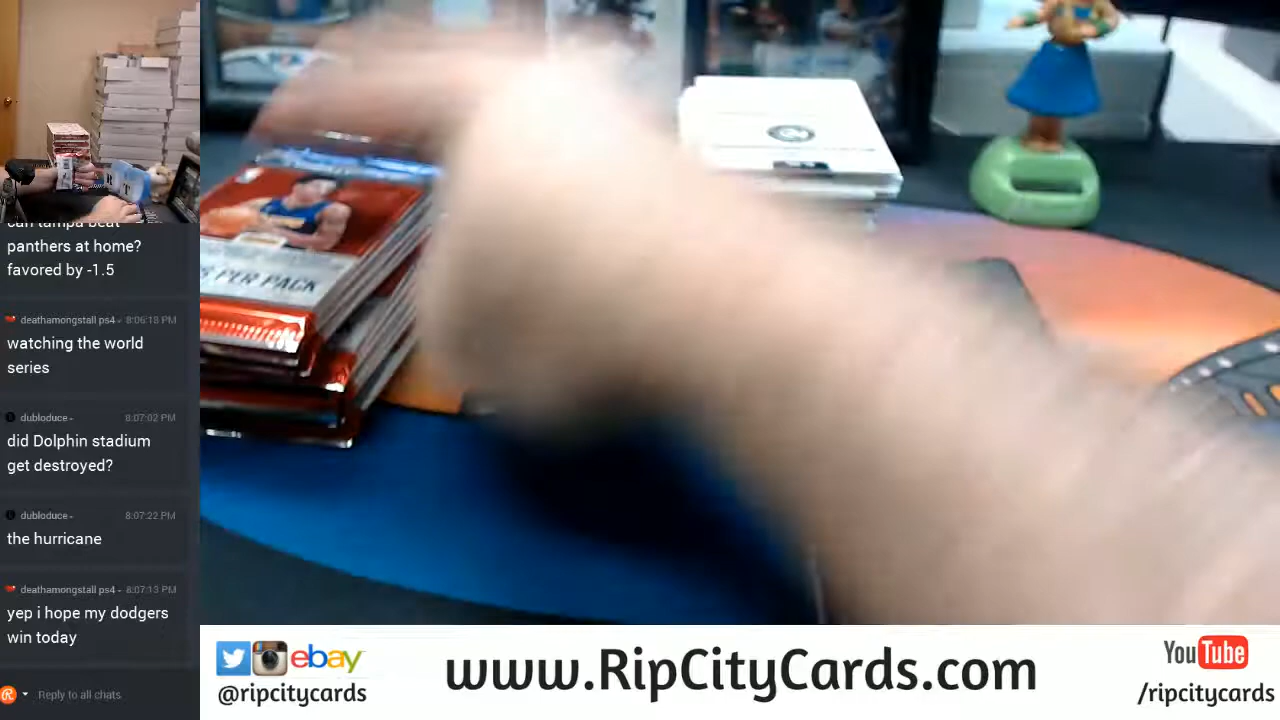 can tampa beat
panthers at home?
favored by -1.5
deathamongstall ps4 - 8:06:18 PM
watching the world
series
dubloduce - 8:07:02 PM
did Dolphin stadium
get destroyed?
dubloduce - 8:07:22 PM
the hurricane
deathamongstall ps4 - 8:07:13 PM
yep i hope my dodgers
win today
Reply to all chats
PER PACK
ebay
@ripcitycards
www.RipCityCards.com
YouTube
/ripcitycards